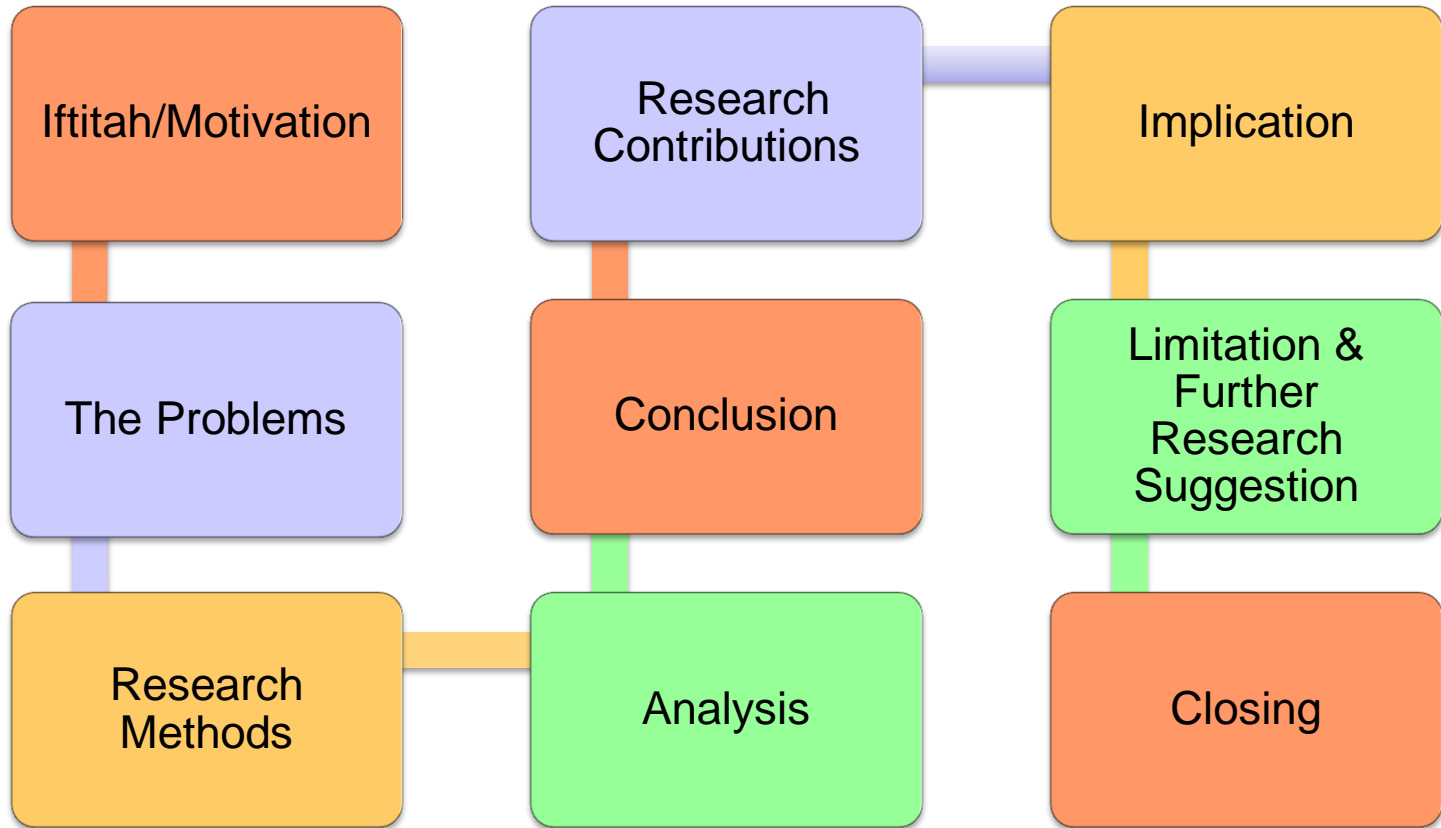 Iftitah/Motivation
The Problems
Research
Methods
Analysis
Conclusion
Research
Contributions
Implication
Limitation &
Further
Research
Suggestion
Closing